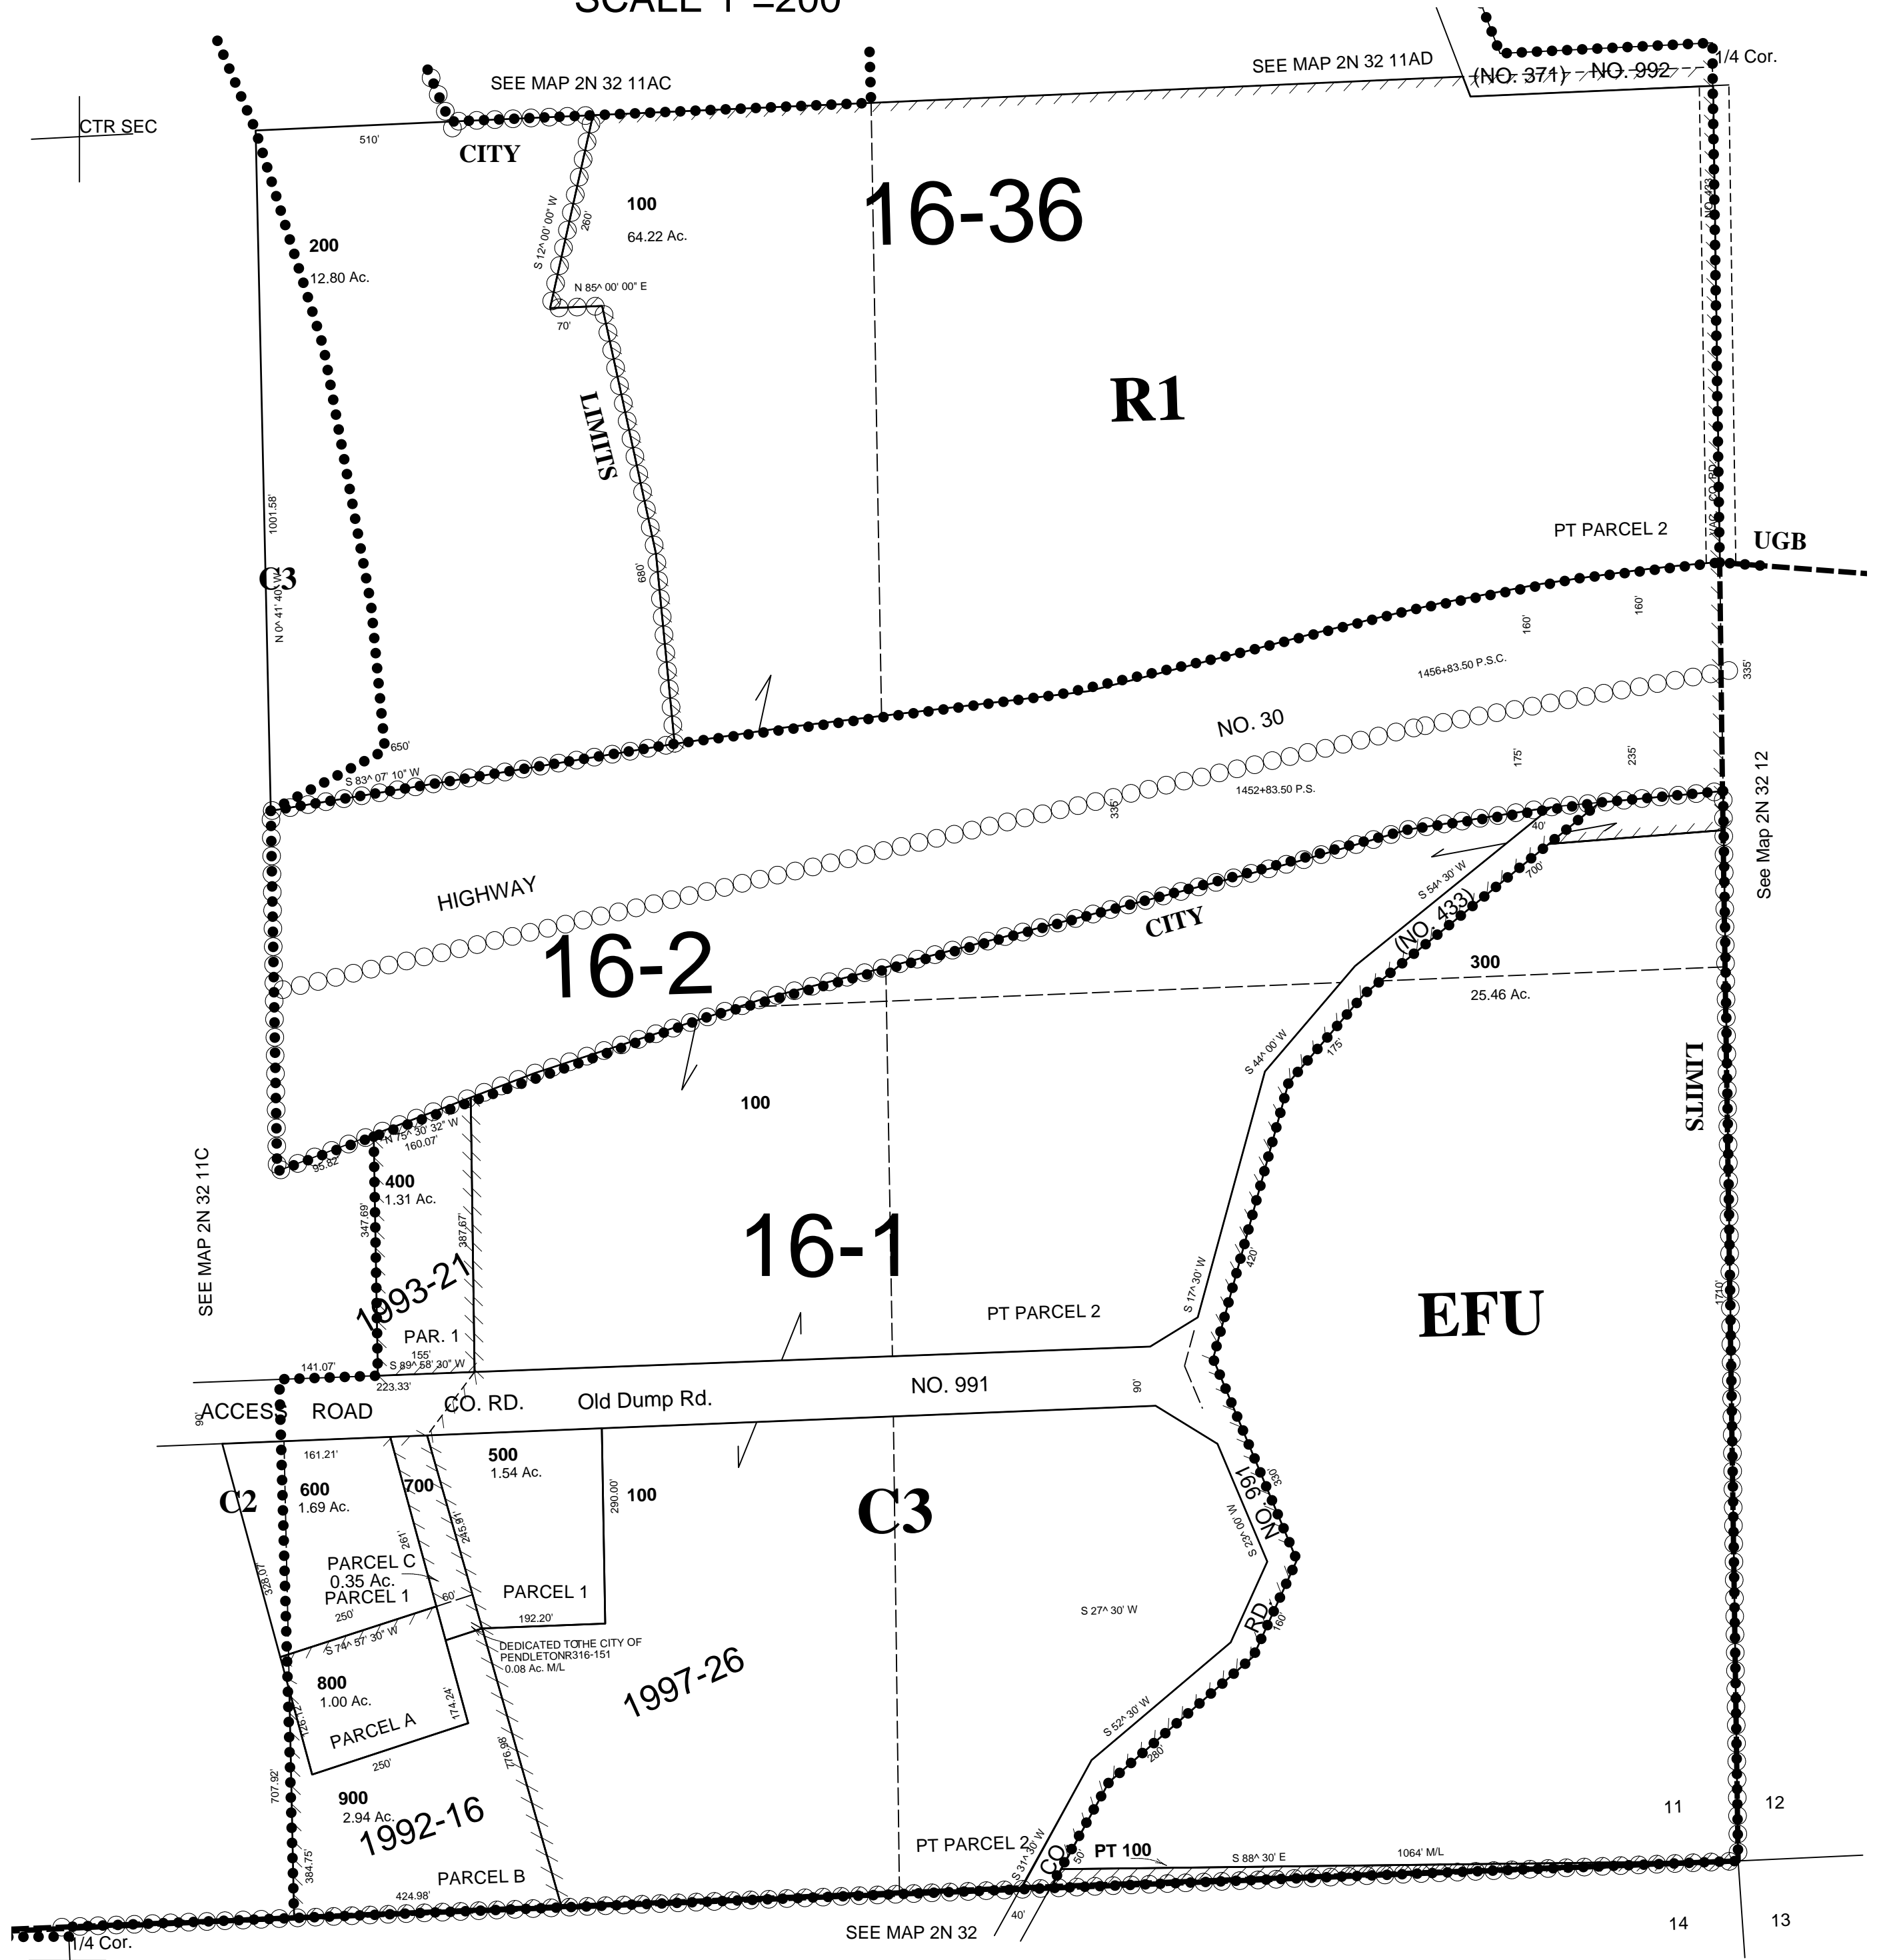 SCALE 1"=200'
SEE MAP 2N 32 11AC
SEE MAP 2N 32 11AD
(NO. 371)
NO. 992
1/4 Cor.
CTR SEC
510'
CITY
100
64.22 Ac.
16-36
200
12.80 Ac.
S 12^ 00' 00" W
260'
N 85^ 00' 00" E
70'
NO. 433
R1
LIMITS
1001.58'
N 0^ 41' 40" W
C3
680'
VAC. CO. RD.
PT PARCEL 2
UGB
160'
160'
1456+83.50 P.S.C.
335'
NO. 30
650'
S 83^ 07' 10" W
175'
235'
1452+83.50 P.S.
335'
See Map 2N 32 12
40'
HIGHWAY
16-2
CITY
S 54^ 30' W
700'
(NO. 433)
300
25.46 Ac.
S 44^ 00' W
175'
LIMITS
100
N 75^ 30' 32" W
160.07'
95.82'
SEE MAP 2N 32 11C
400
1.31 Ac.
347.69'
387.67'
1993-21
16-1
420'
S 17^ 30' W
1710'
EFU
PAR. 1
PT PARCEL 2
155'
S 89^ 58' 30" W
141.07'
223.33'
90'
ACCESS ROAD
CO. RD.
Old Dump Rd.
NO. 991
90'
161.21'
500
1.54 Ac.
600
1.69 Ac.
700
C2
100
290.00'
C3
330'
NO. 991
S 23^ 00' W
261'
245.91'
328.07'
PARCEL C
0.35 Ac.
PARCEL 1
60'
PARCEL 1
250'
192.20'
S 74^ 57' 30" W
S 27^ 30' W
RD.
160'
DEDICATED TO THE CITY OF
PENDLETON R316-151
0.08 Ac. M/L
1997-26
800
1.00 Ac.
126.12'
174.24'
PARCEL A
250'
S 52^ 30' W
280'
776.98'
707.92'
900
2.94 Ac.
1992-16
384.75'
PARCEL B
424.98'
11
12
PT PARCEL 2
S 31^ 30' W
CO.
50'
PT 100
S 88^ 30' E
1064' M/L
40'
SEE MAP 2N 32
14
13
1/4 Cor.